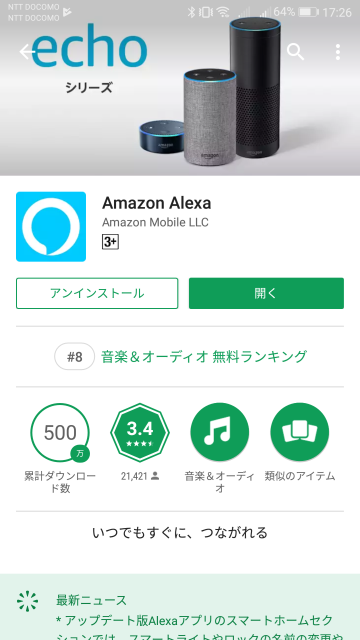 NTT DOCOMO
NTT DOCOMO
64%
17:26
echo
シリーズ
Amazon Alexa
Amazon Mobile LLC
3+
アンインストール
開く
#8
音楽＆オーディオ 無料ランキング
500
万
3.4
累計ダウンロー
ド数
21,421
音楽＆オーディ
オ
類似のアイテム
いつでもすぐに、つながれる
最新ニュース
* アップデート版Alexaアプリのスマートホームセク
ションでは、スマートライトやロックの名前の変更や